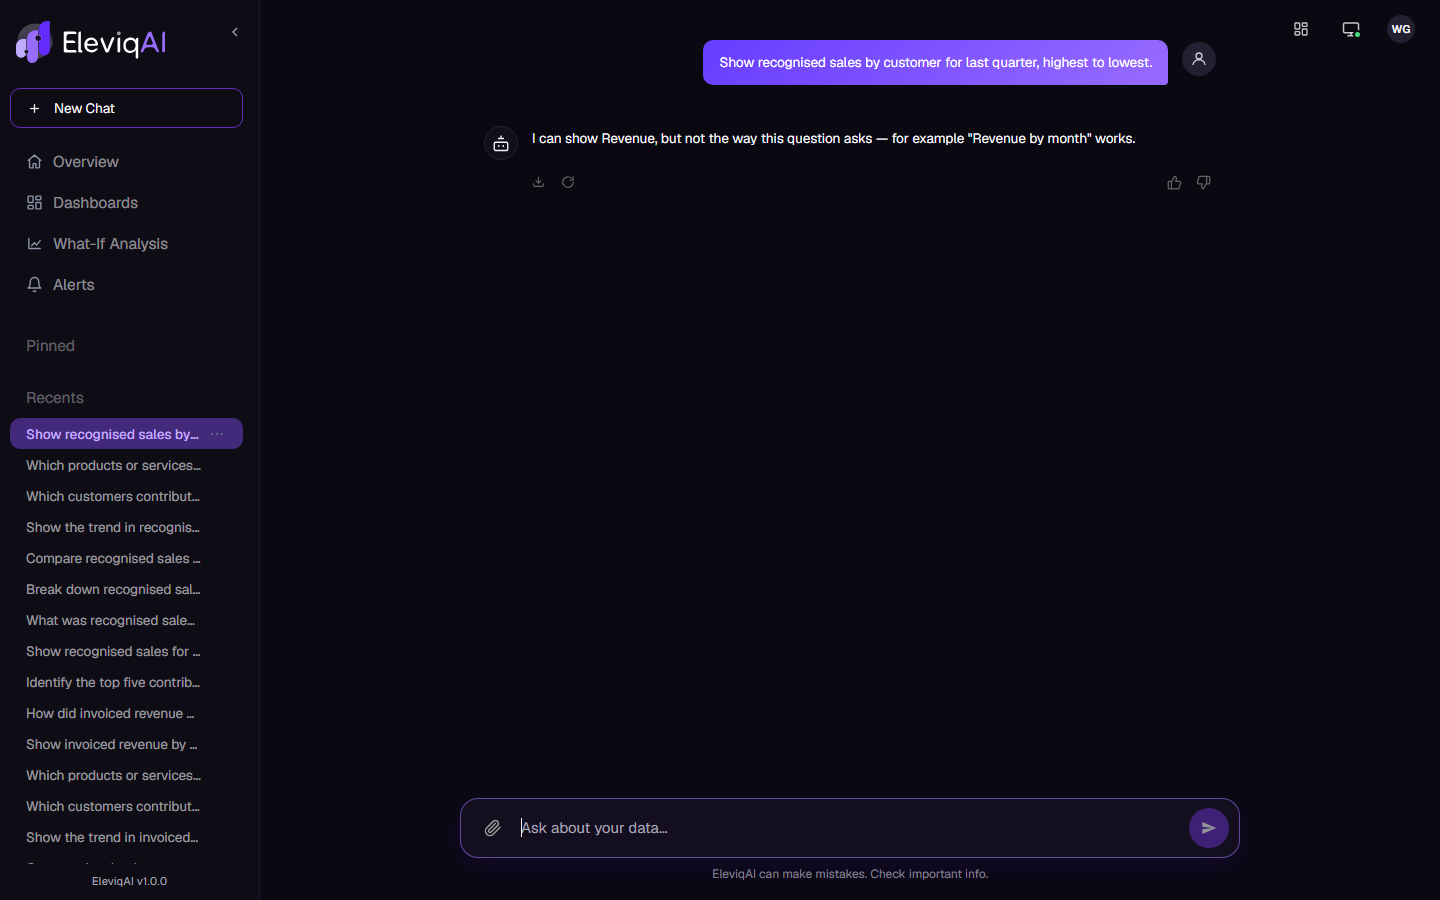 EleviqAI
WG
Show recognised sales by customer for last quarter, highest to lowest.
New Chat
I can show Revenue, but not the way this question asks — for example "Revenue by month" works.
Overview
Dashboards
What-If Analysis
Alerts
Pinned
Recents
Show recognised sales by...
Which products or services...
Which customers contribut...
Show the trend in recognis...
Compare recognised sales ...
Break down recognised sal...
What was recognised sale...
Show recognised sales for ...
Identify the top five contrib...
How did invoiced revenue ...
Show invoiced revenue by ...
Which products or services...
Which customers contribut...
Show the trend in invoiced...
Ask about your data...
EleviqAI v1.0.0
EleviqAI can make mistakes. Check important info.